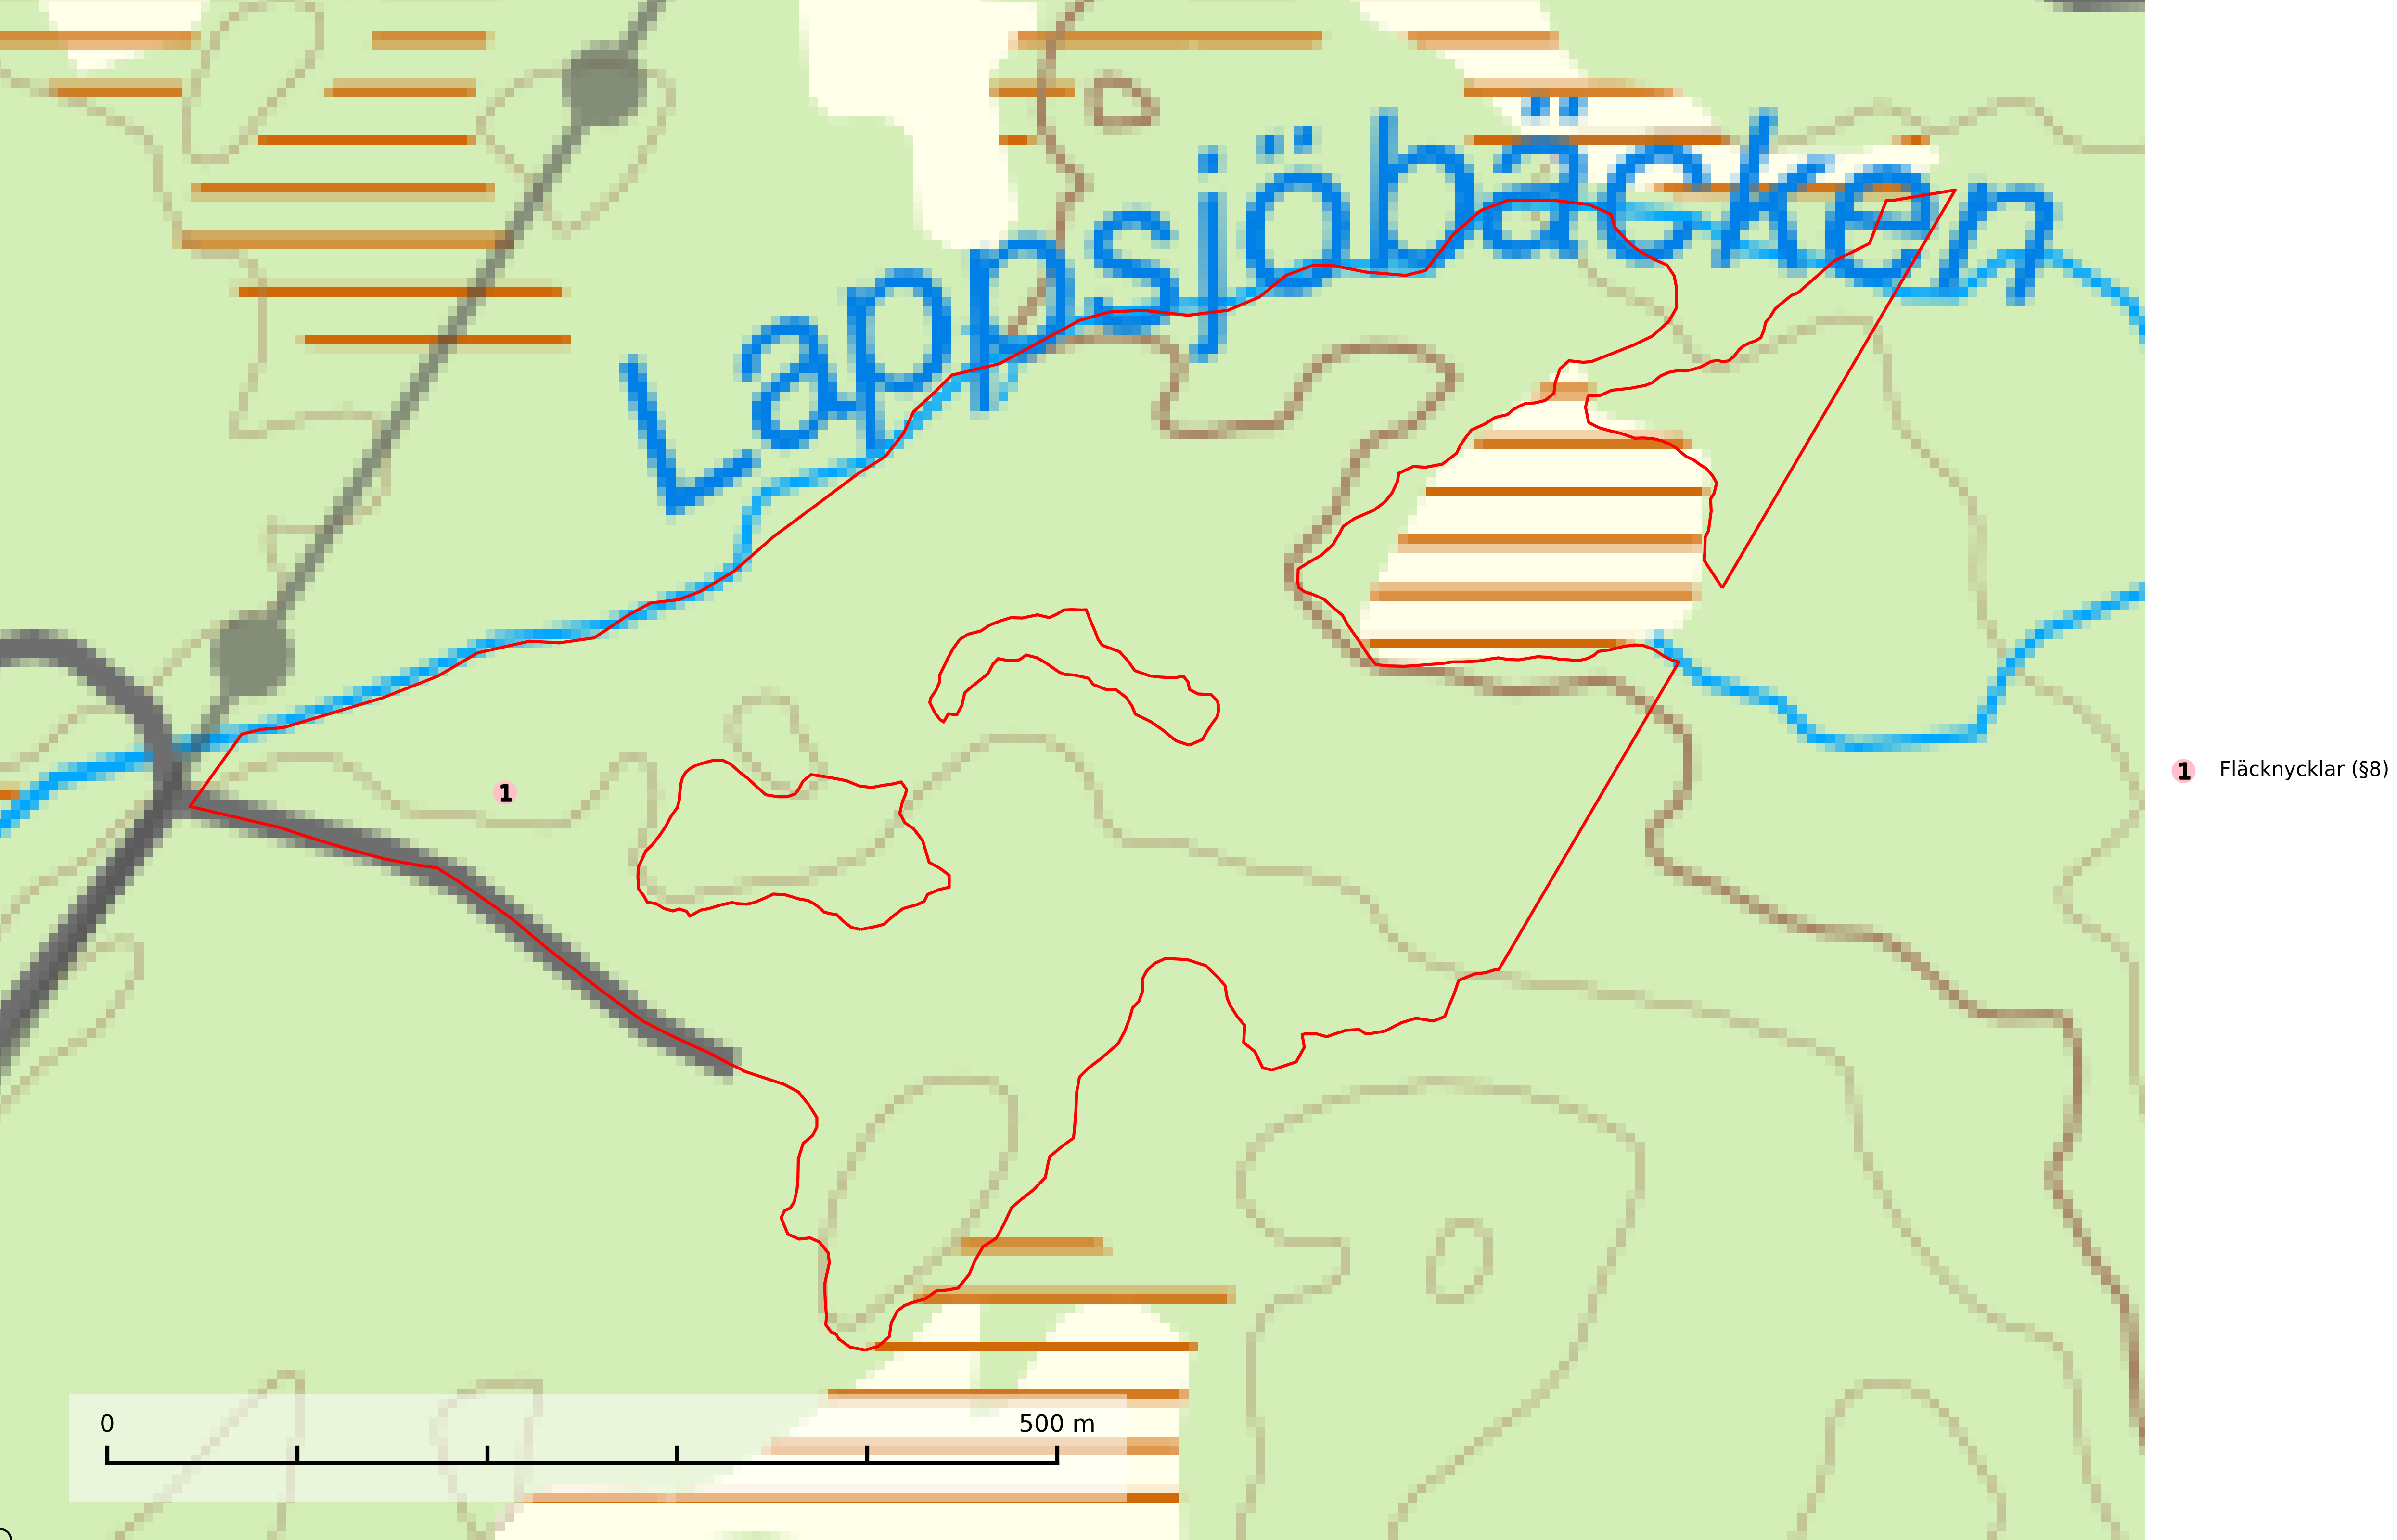 Lappsjöbäcken
1
1 Fläcknycklar (§8)
0 500 m